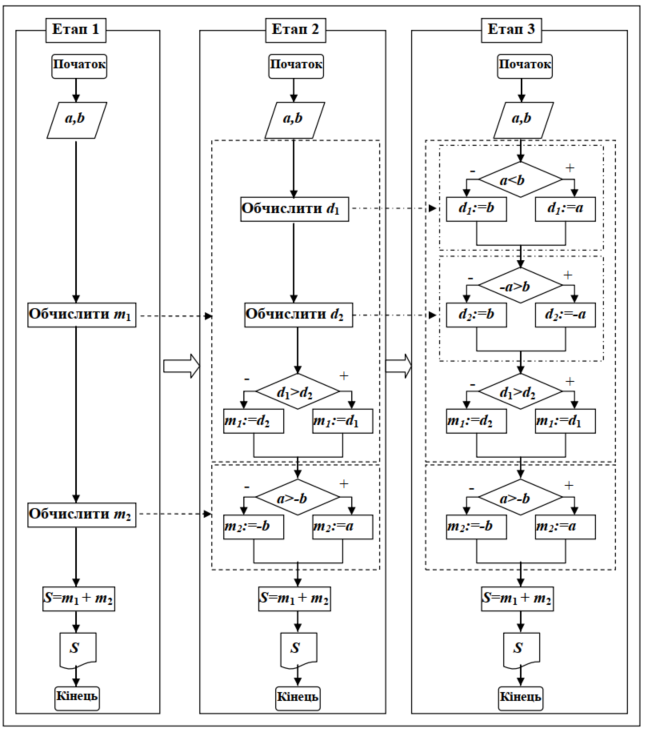 Етап 1
Початок
a,b
Обчислити m1
Обчислити m2
S=m1 + m2
S
Кінець
Етап 2
Початок
a,b
Обчислити d1
Обчислити d2
d1>d2
-
+
m1:=d2
m1:=d1
a>-b
-
+
m2:=-b
m2:=a
S=m1 + m2
S
Кінець
Етап 3
Початок
a,b
a<b
-
+
d1:=b
d1:=a
-a>b
-
+
d2:=b
d2:=-a
d1>d2
-
+
m1:=d2
m1:=d1
a>-b
-
+
m2:=-b
m2:=a
S=m1 + m2
S
Кінець